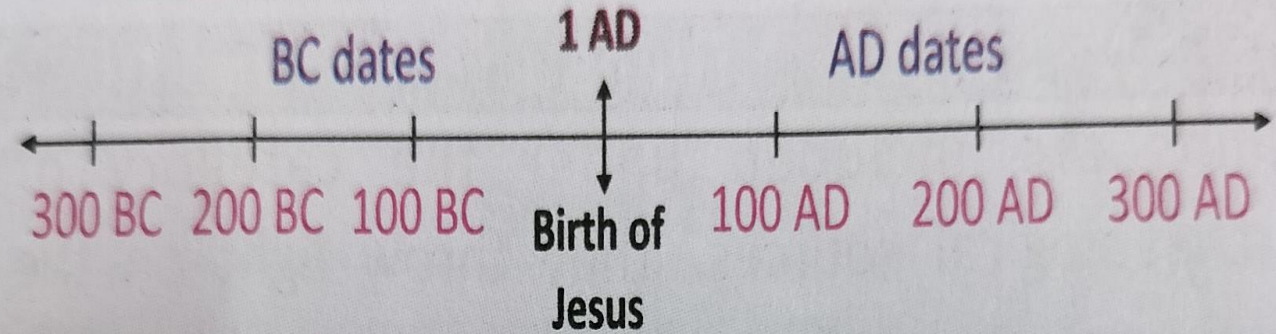 BC dates
1 AD
AD dates
300 BC 200 BC 100 BC
Birth of
Jesus
100 AD 200 AD 300 AD